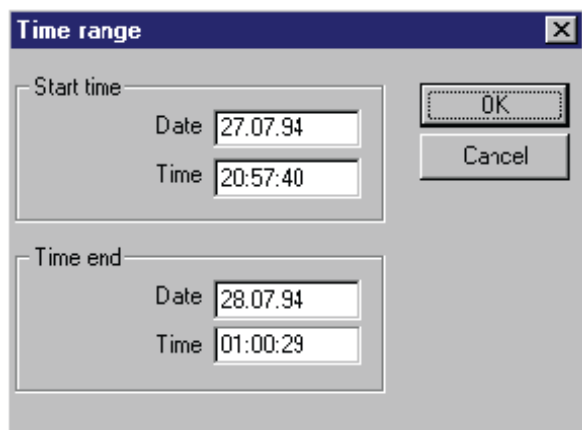 Time range
Start time
Date 27.07.94
Time 20:57:40
OK
Cancel
Time end
Date 28.07.94
Time 01:00:29